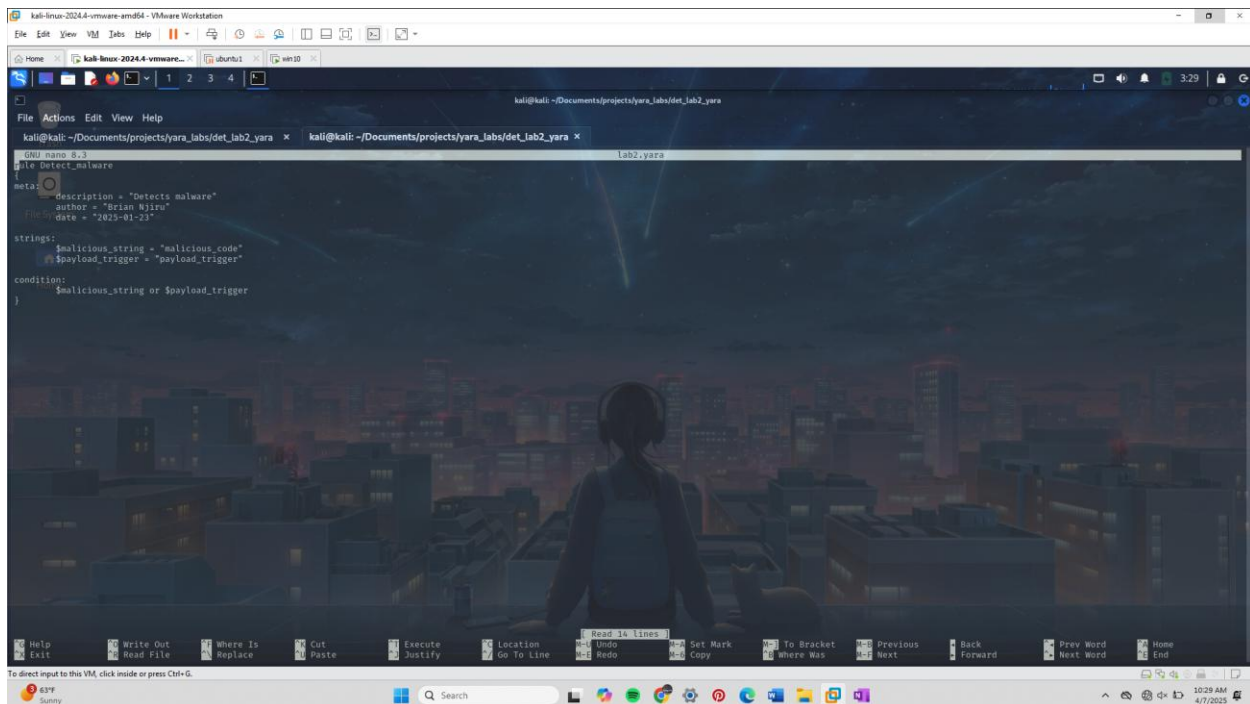 kali-linux-2024.4-vmware-amd64 - VMware Workstation
File Edit View VM Tabs Help
Home kali-linux-2024.4-vmware... ubuntu1 win10
1 2 3 4 3:29
kali@kali: ~/Documents/projects/yara_labs/det_lab2_yara
File Actions Edit View Help
kali@kali: ~/Documents/projects/yara_labs/det_lab2_yara kali@kali: ~/Documents/projects/yara_labs/det_lab2_yara
GNU nano 8.3 lab2.yara
rule Detect_malware
{
meta:
description = "Detects malware"
author = "Brian Njiru"
date = "2025-01-23"
strings:
$malicious_string = "malicious_code"
$payload_trigger = "payload_trigger"
condition:
$malicious_string or $payload_trigger
}
[ Read 14 lines ]
^G Help ^O Write Out ^F Where Is ^K Cut ^T Execute ^C Location M-U Undo M-A Set Mark M-] To Bracket M-B Previous Back Prev Word ^A Home
^X Exit ^R Read File ^\ Replace ^U Paste ^J Justify ^/ Go To Line M-E Redo M-6 Copy ^B Where Was M-F Next Forward Next Word ^E End
To direct input to this VM, click inside or press Ctrl+G.
3 63°F Search 10:29 AM
Sunny 4/7/2025